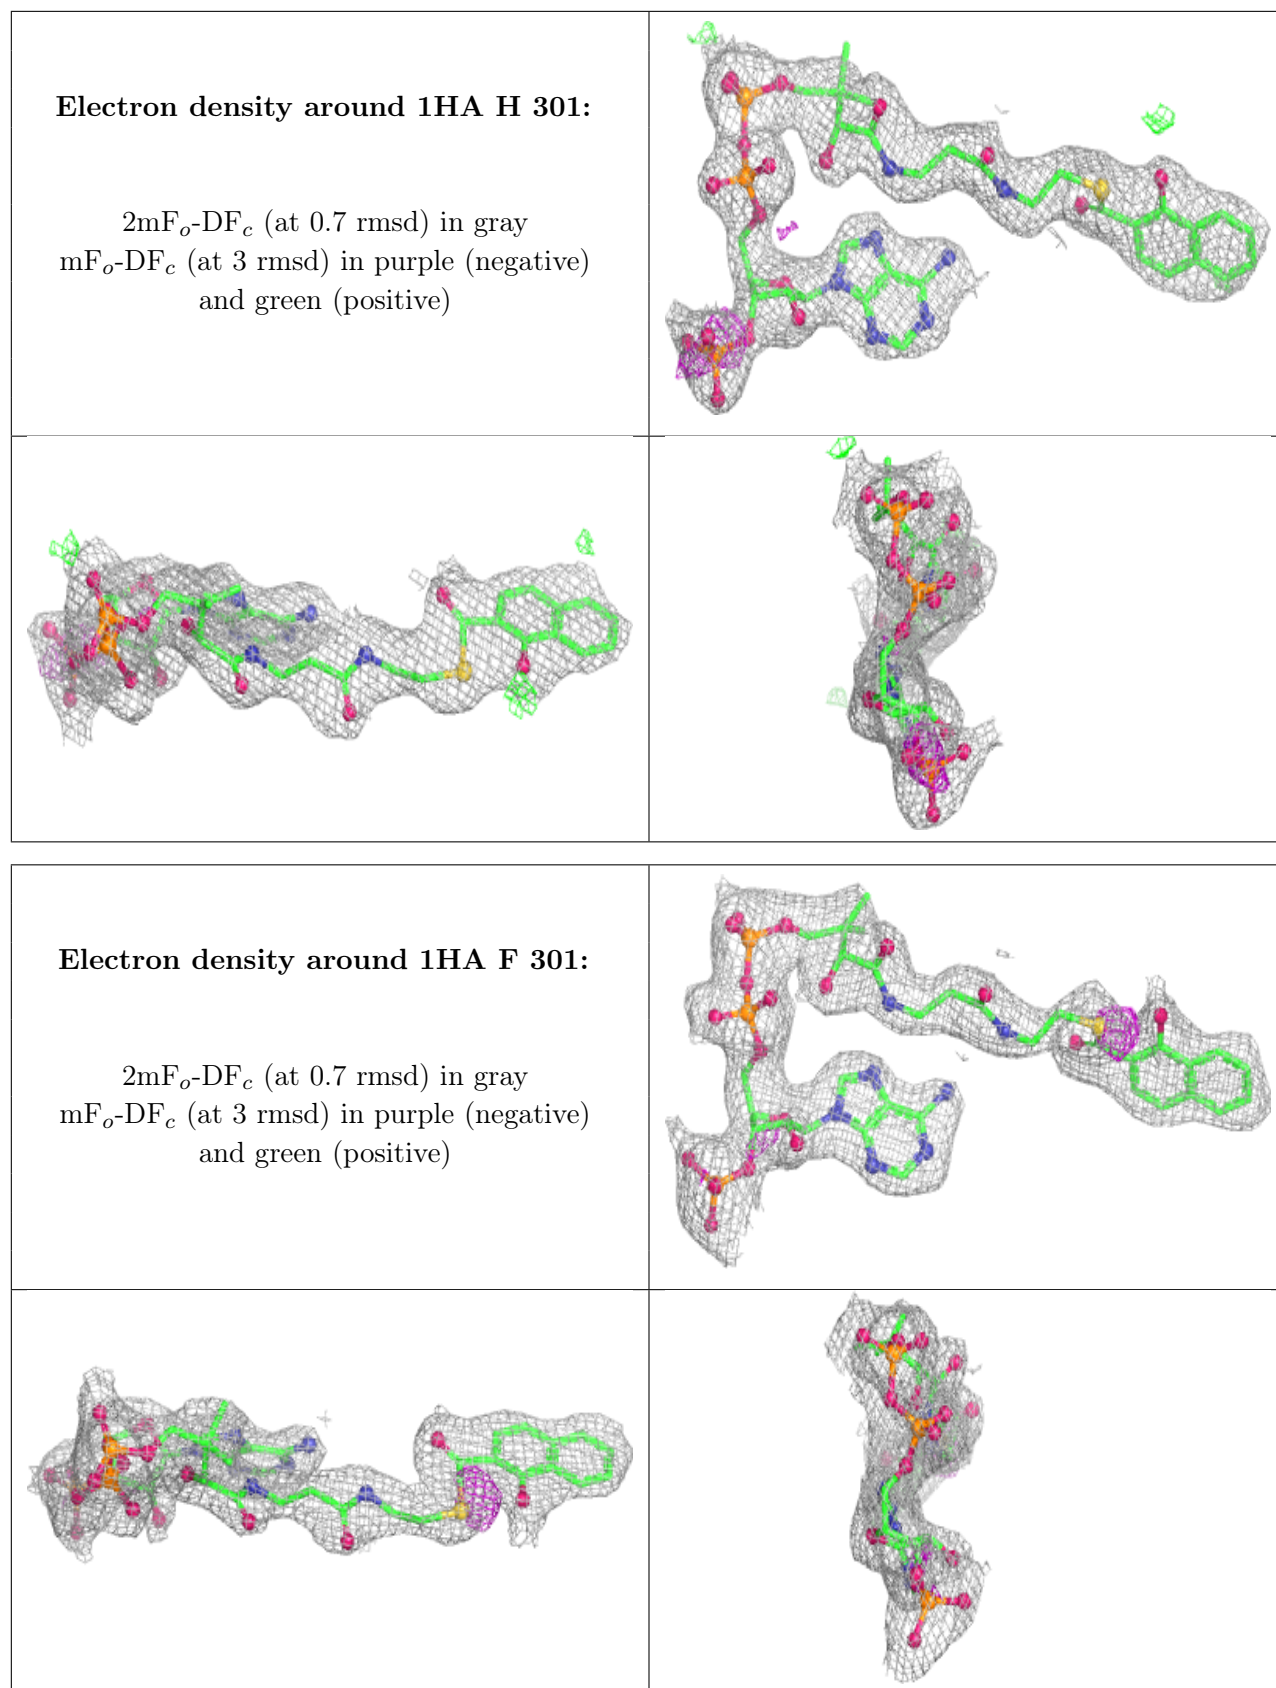 Electron density around 1HA H 301:
2mFo-DFc (at 0.7 rmsd) in gray
mFo-DFc (at 3 rmsd) in purple (negative)
and green (positive)
Electron density around 1HA F 301:
2mFo-DFc (at 0.7 rmsd) in gray
mFo-DFc (at 3 rmsd) in purple (negative)
and green (positive)